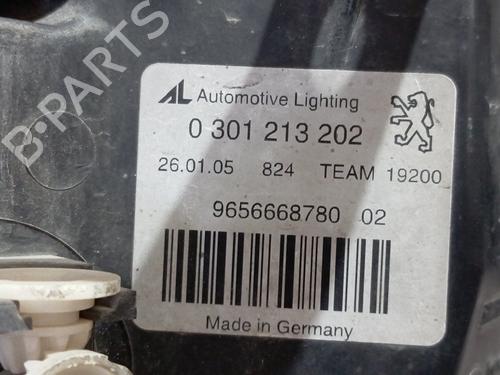 B-PARTS
AL Automotive Lighting
0 301 213 202
26.01.05 824 TEAM 19200
9656668780 02
Made in Germany